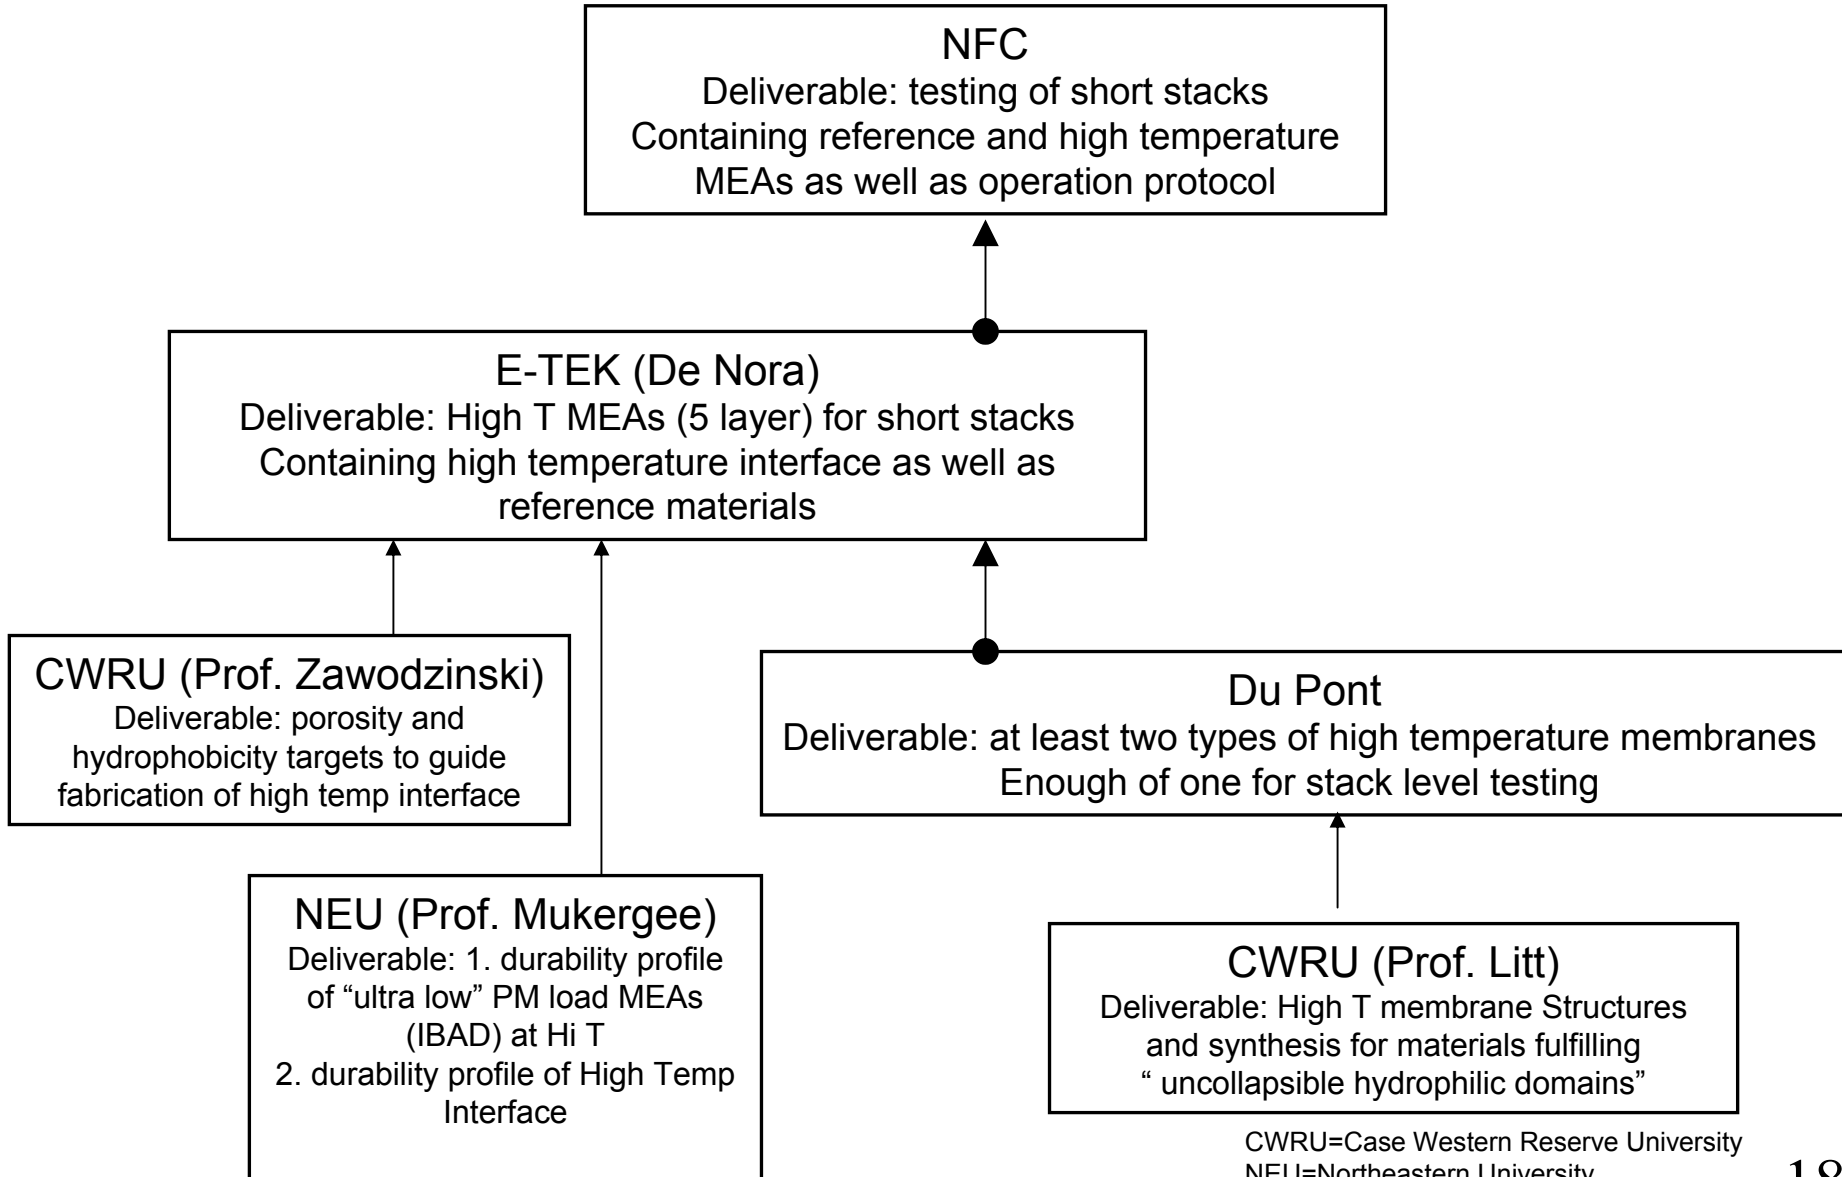 NFC
Deliverable: testing of short stacks
Containing reference and high temperature
MEAs as well as operation protocol
E-TEK (De Nora)
Deliverable: High T MEAs (5 layer) for short stacks
Containing high temperature interface as well as
reference materials
CWRU (Prof. Zawodzinski)
Deliverable: porosity and
hydrophobicity targets to guide
fabrication of high temp interface
Du Pont
Deliverable: at least two types of high temperature membranes
Enough of one for stack level testing
NEU (Prof. Mukergee)
Deliverable: 1. durability profile
of “ultra low” PM load MEAs
(IBAD) at Hi T
2. durability profile of High Temp
Interface
CWRU (Prof. Litt)
Deliverable: High T membrane Structures
and synthesis for materials fulfilling
“ uncollapsible hydrophilic domains”
CWRU=Case Western Reserve University
NEU=Northeastern University
18